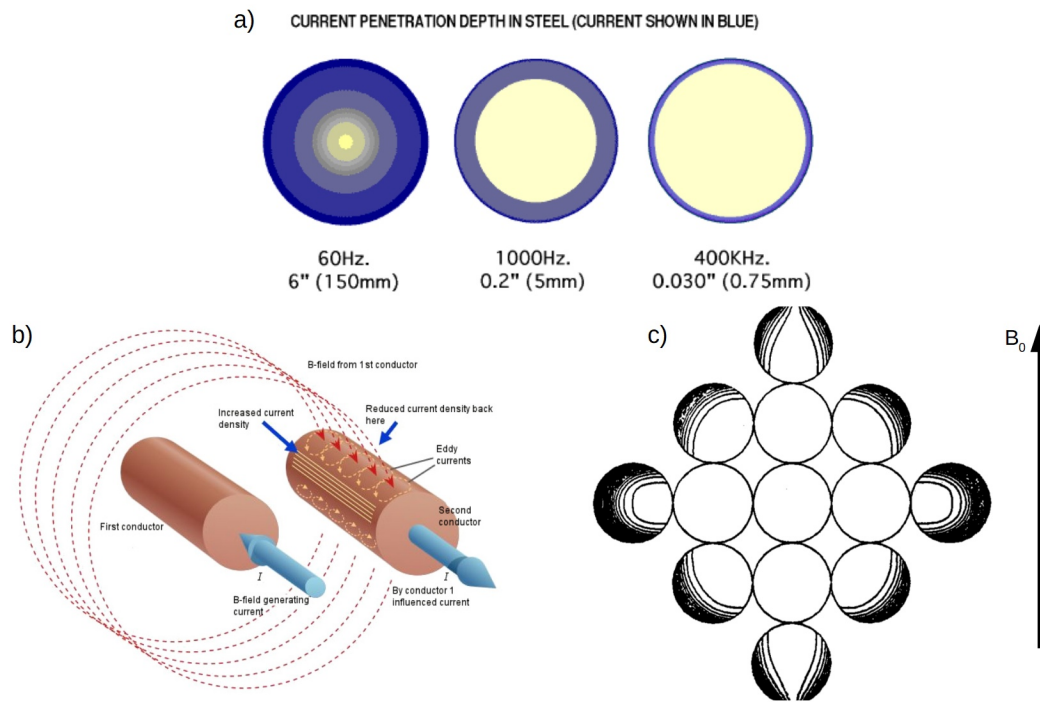 a)
CURRENT PENETRATION DEPTH IN STEEL (CURRENT SHOWN IN BLUE)
60Hz.
6" (150mm)
1000Hz.
0.2" (5mm)
400KHz.
0.030" (0.75mm)
b)
B-field from 1st conductor
Increased current
density
Reduced current density back
here
Eddy
currents
First conductor
Second
conductor
I
I
B-field generating
current
By conductor 1
influenced current
c)
B₀